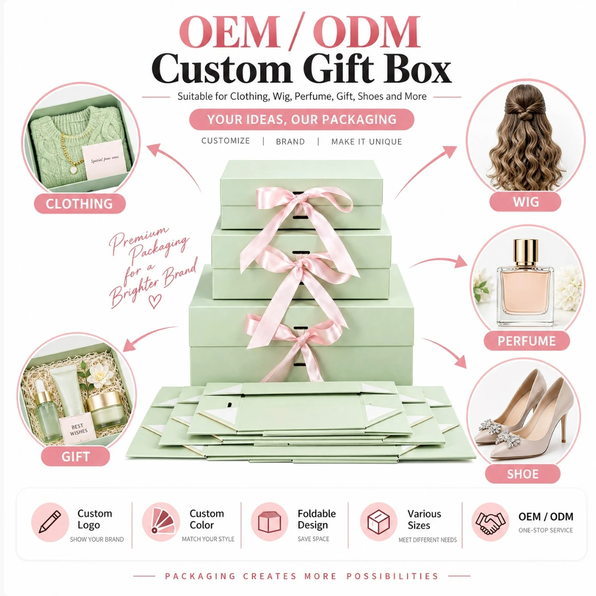 OEM / ODM
Custom Gift Box
Suitable for Clothing, Wig, Perfume, Gift, Shoes and More
YOUR IDEAS, OUR PACKAGING
CUSTOMIZE | BRAND | MAKE IT UNIQUE
Special for you
CLOTHING
WIG
Premium
Packaging
for a
Brighter Brand
PERFUME
BEST
WISHES
GIFT
SHOE
Custom
Logo
SHOW YOUR BRAND
Custom
Color
MATCH YOUR STYLE
Foldable
Design
SAVE SPACE
Various
Sizes
MEET DIFFERENT NEEDS
OEM / ODM
ONE-STOP SERVICE
PACKAGING CREATES MORE POSSIBILITIES